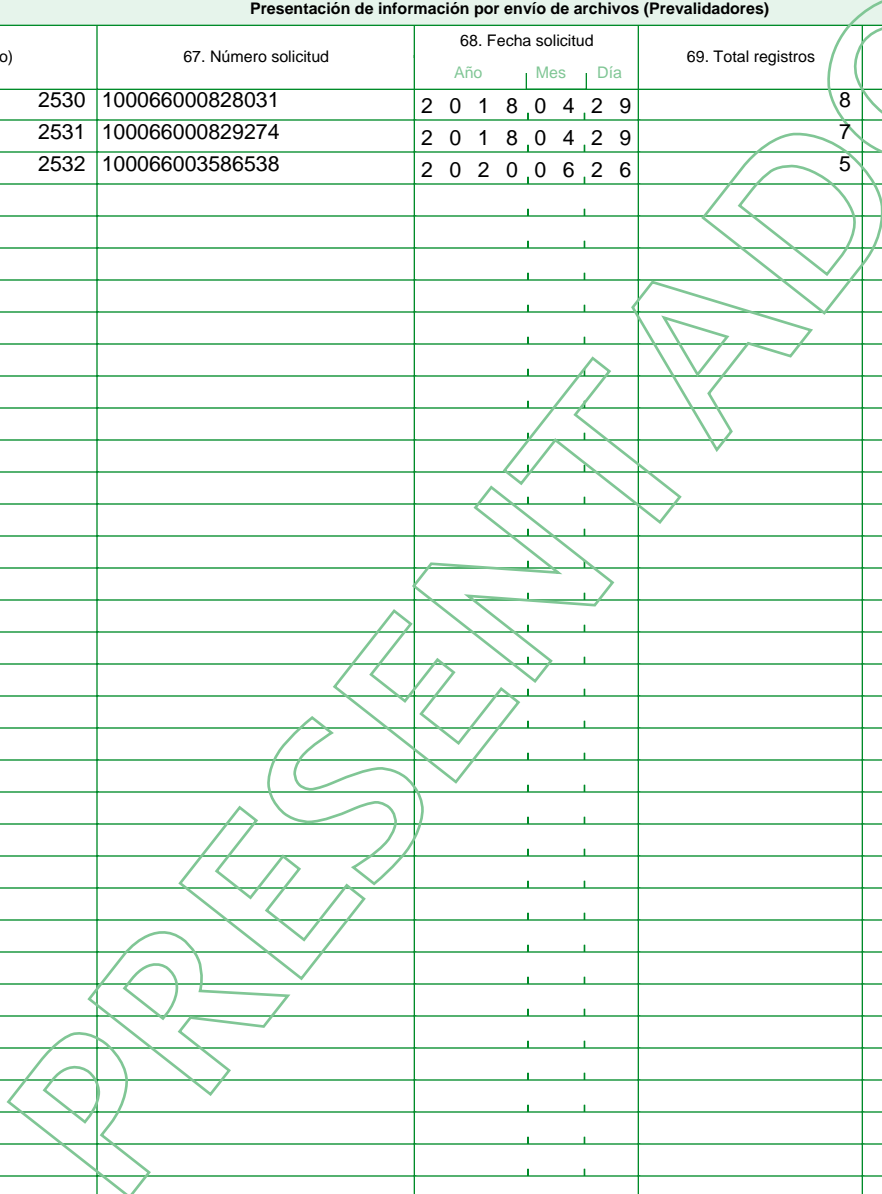 Presentación de información por envío de archivos (Prevalidadores)
o) 67. Número solicitud 68. Fecha solicitud 69. Total registros
Año Mes Día
2530 100066000828031 2 0 1 8 0 4 2 9 8
2531 100066000829274 2 0 1 8 0 4 2 9 7
2532 100066003586538 2 0 2 0 0 6 2 6 5
PRESENTADO